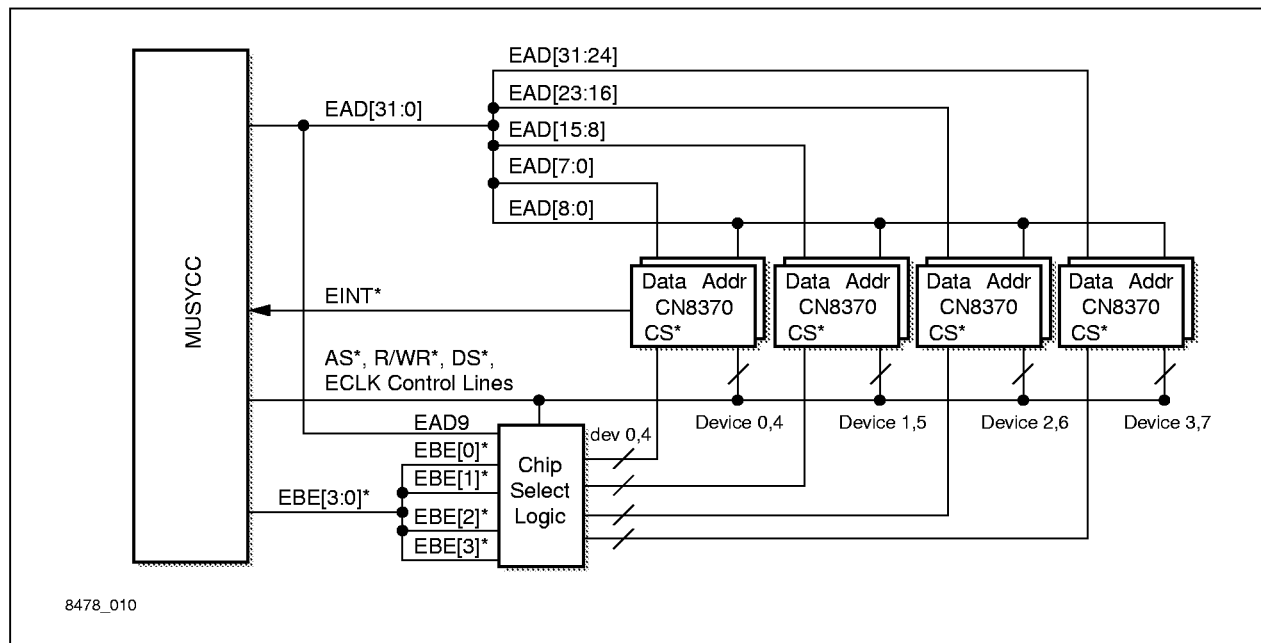 EAD[31:24]
EAD[23:16]
EAD[31:0]
EAD[15:8]
EAD[7:0]
EAD[8:0]
MUSYCC
Data Addr
CN8370
CS*
Data Addr
CN8370
CS*
Data Addr
CN8370
CS*
Data Addr
CN8370
CS*
EINT*
AS*, R/WR*, DS*,
ECLK Control Lines
Device 0,4
Device 1,5
Device 2,6
Device 3,7
EAD9
dev 0,4
EBE[0]*
EBE[1]*
EBE[3:0]*
EBE[2]*
EBE[3]*
Chip
Select
Logic
8478_010